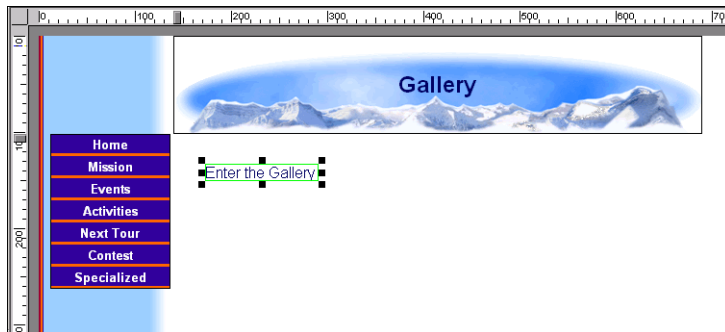 0 100 200 300 400 500 600 700
0
Gallery
100
Home
Mission
Enter the Gallery
Events
Activities
Next Tour
200
Contest
Specialized